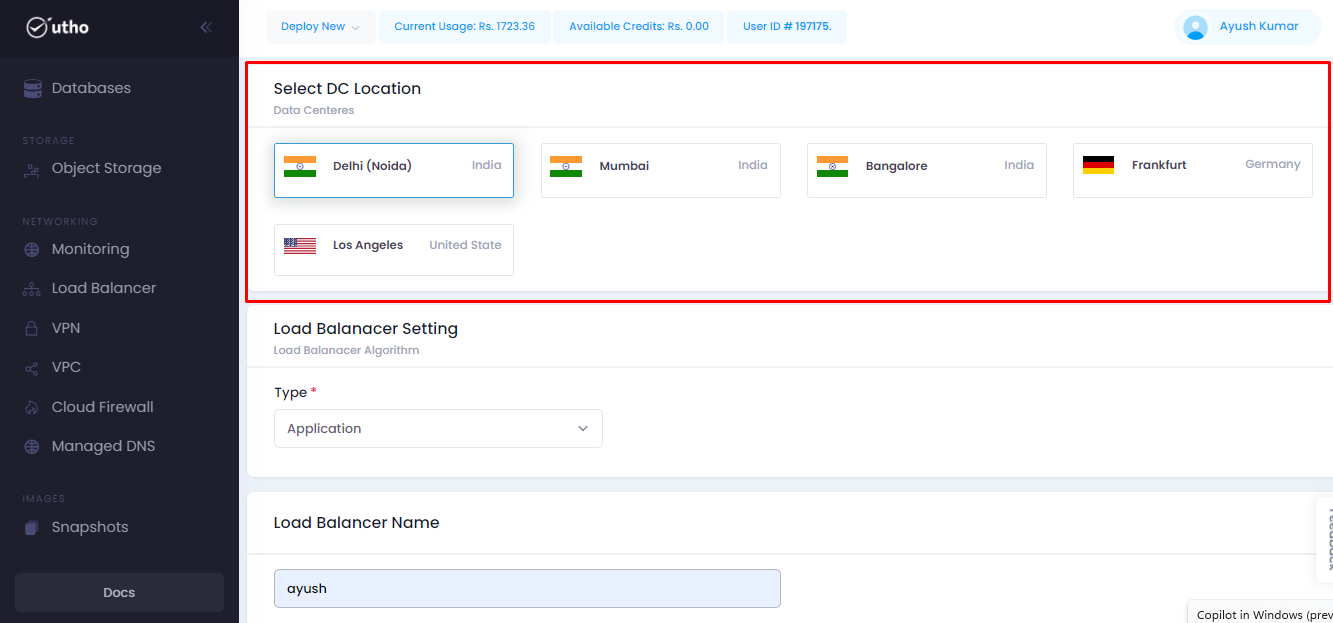 utho
Deploy New
Current Usage: Rs. 1723.36
Available Credits: Rs. 0.00
User ID # 197175.
Ayush Kumar
Databases
STORAGE
Object Storage
NETWORKING
Monitoring
Load Balancer
VPN
VPC
Cloud Firewall
Managed DNS
IMAGES
Snapshots
Docs
Select DC Location
Data Centeres
Delhi (Noida) India
Mumbai India
Bangalore India
Frankfurt Germany
Los Angeles United State
Load Balanacer Setting
Load Balanacer Algorithm
Type *
Application
Load Balancer Name
ayush
Feedback
Copilot in Windows (prev